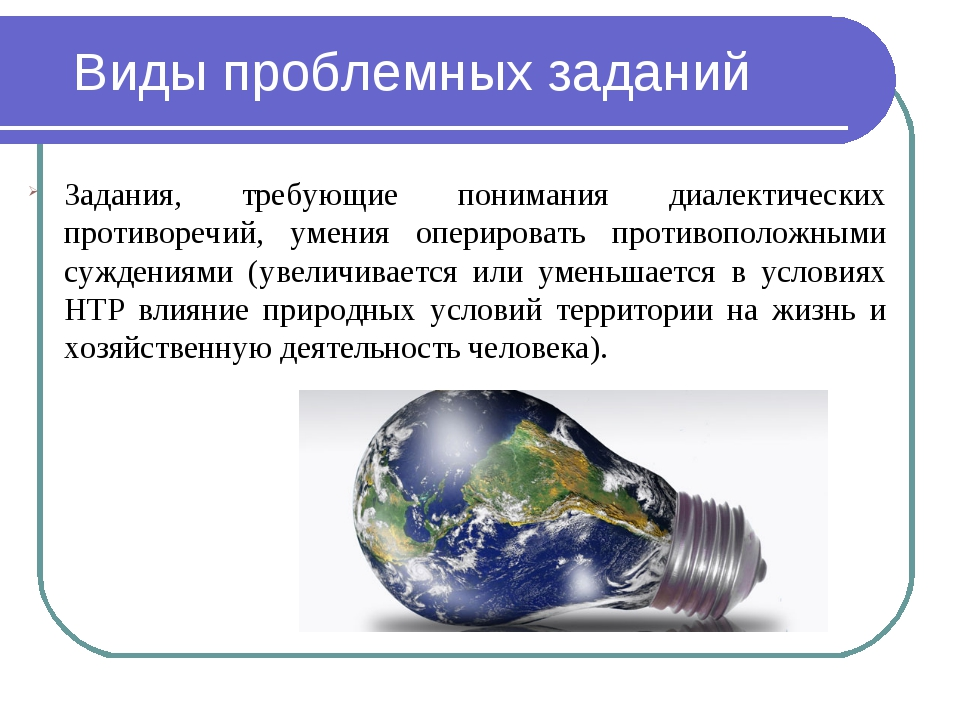 Виды проблемных заданий
Задания, требующие понимания диалектических
противоречий, умения оперировать противоположными
суждениями (увеличивается или уменьшается в условиях
НТР влияние природных условий территории на жизнь и
хозяйственную деятельность человека).